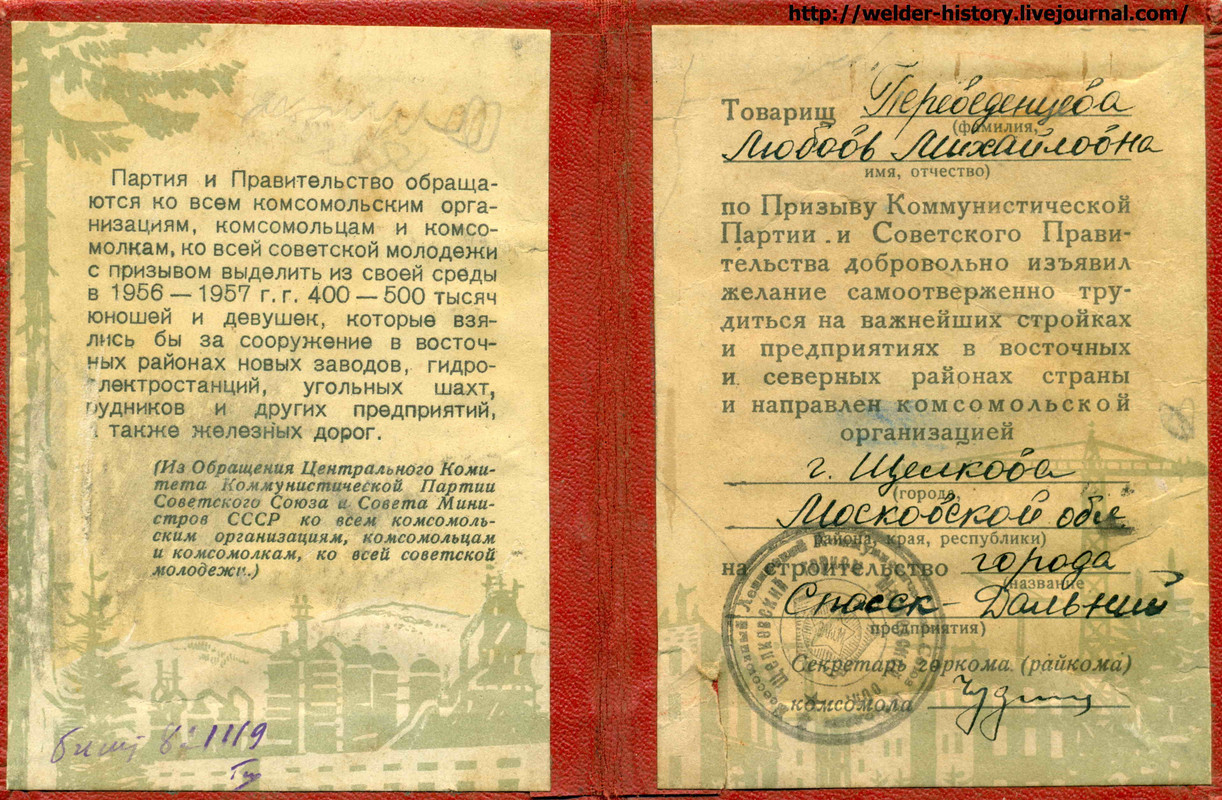 http://welder-history.livejournal.com/
Партия и Правительство обраща-
ются ко всем комсомольским орга-
низациям, комсомольцам и комсо-
молкам, ко всей советской молодежи
с призывом выделить из своей среды
в 1956 — 1957 г.г. 400 — 500 тысяч
юношей и девушек, которые взя-
лись бы за сооружение в восточ-
ных районах новых заводов, гидро-
лектростанций, угольных шахт,
рудников и других предприятий,
также железных дорог.
(Из Обращения Центрального Коми-
тета Коммунистической Партии
Советского Союза и Совета Мини-
стров СССР ко всем комсомоль-
ским организациям, комсомольцам
и комсомолкам, ко всей советской
молодежи.)
Товарищ Переведенцева
(фамилия,
Любовь Михайловна
имя, отчество)
по Призыву Коммунистической
Партии и Советского Прави-
тельства добровольно изъявил
желание самоотверженно тру-
диться на важнейших стройках
и предприятиях в восточных
и северных районах страны
и направлен комсомольской
организацией
г. Щелкова
(города,
Московской обл.
района, края, республики)
на строительство города
(название
Спасск-Дальний
предприятия)
Секретарь горкома (райкома)
комсомола